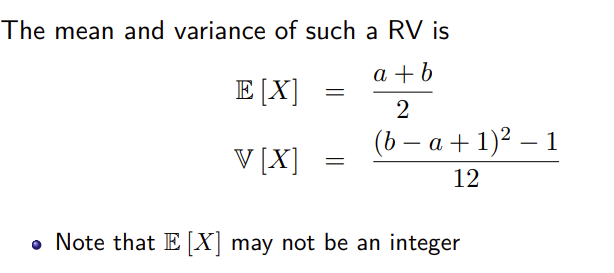 The mean and variance of such a RV is
𝔼 [X] = (a + b) / 2
𝕍 [X] = ((b − a + 1)² − 1) / 12
• Note that 𝔼 [X] may not be an integer